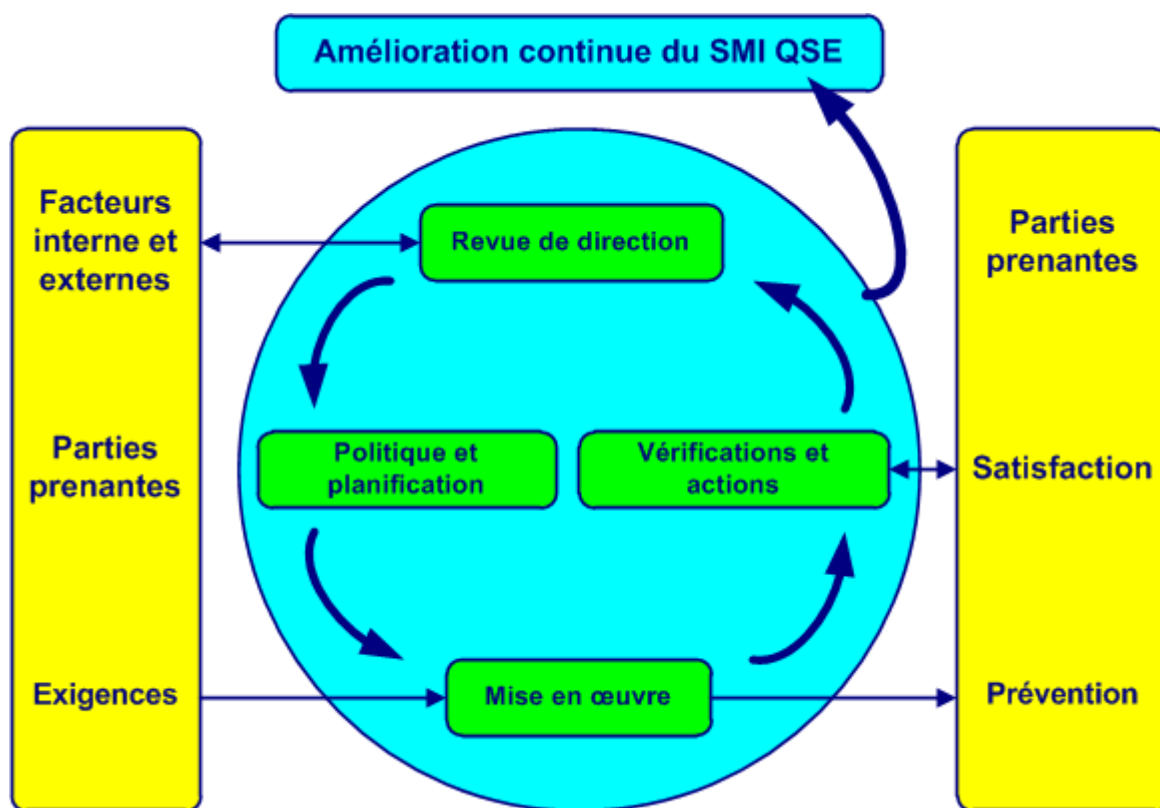 Amélioration continue du SMI QSE
Facteurs
interne et
externes
Parties
prenantes
Exigences
Revue de direction
Politique et
planification
Vérifications et
actions
Mise en œuvre
Parties
prenantes
Satisfaction
Prévention